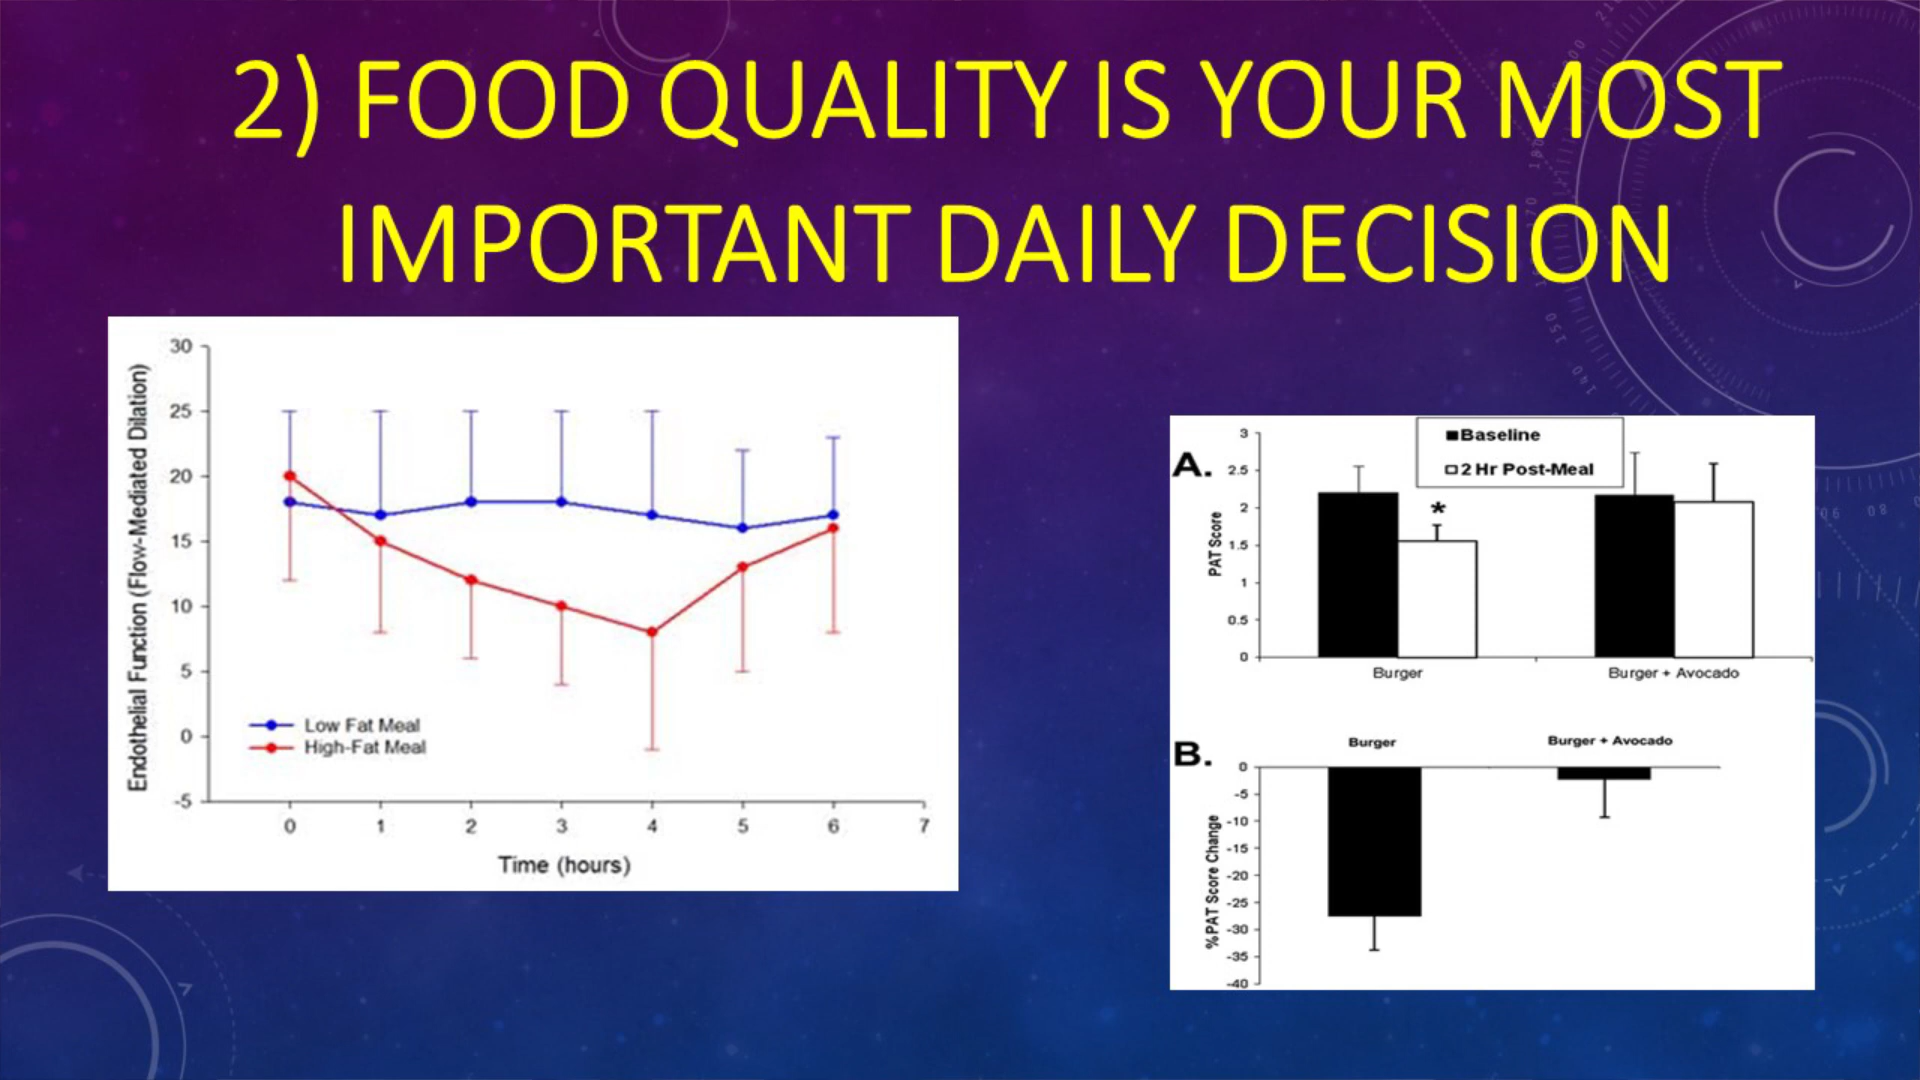 2) FOOD QUALITY IS YOUR MOST
IMPORTANT DAILY DECISION
Endothelial Function (Flow-Mediated Dilation)
30
25
20
15
10
5
0
-5
Low Fat Meal
High-Fat Meal
0 1 2 3 4 5 6 7
Time (hours)
A.
PAT Score
3
2.5
2
1.5
1
0.5
0
Baseline
2 Hr Post-Meal
*
Burger Burger + Avocado
B.
Burger Burger + Avocado
%PAT Score Change
0
-5
-10
-15
-20
-25
-30
-35
-40